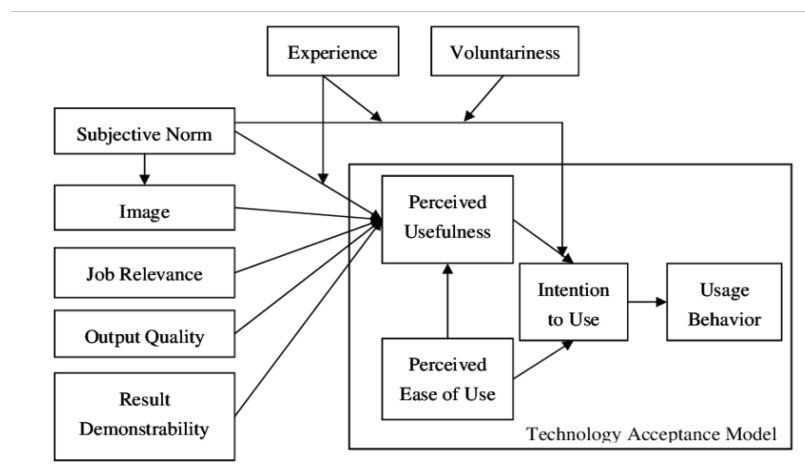 Experience
Voluntariness
Subjective Norm
Image
Job Relevance
Output Quality
Result
Demonstrability
Perceived
Usefulness
Perceived
Ease of Use
Intention
to Use
Usage
Behavior
Technology Acceptance Model